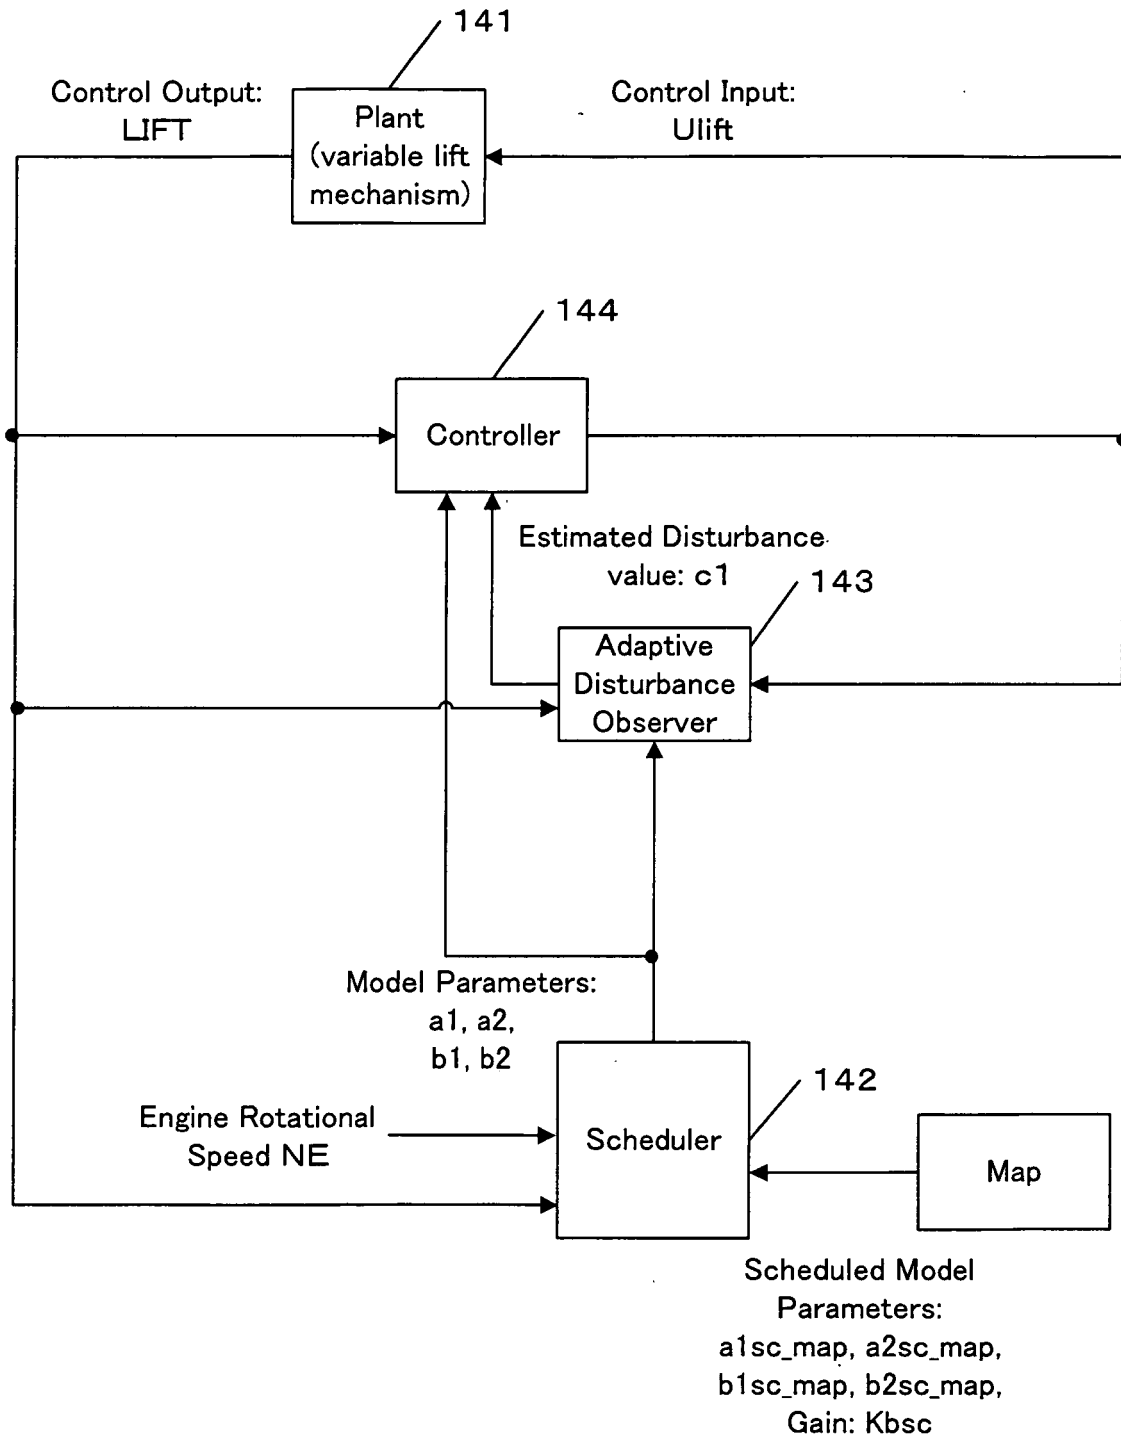 141
Control Output:
LIFT
Plant
(variable lift
mechanism)
Control Input:
Ulift
144
Controller
Estimated Disturbance
value: c1
143
Adaptive
Disturbance
Observer
Model Parameters:
a1, a2,
b1, b2
142
Engine Rotational
Speed NE
Scheduler
Map
Scheduled Model
Parameters:
a1sc_map, a2sc_map,
b1sc_map, b2sc_map,
Gain: Kbsc